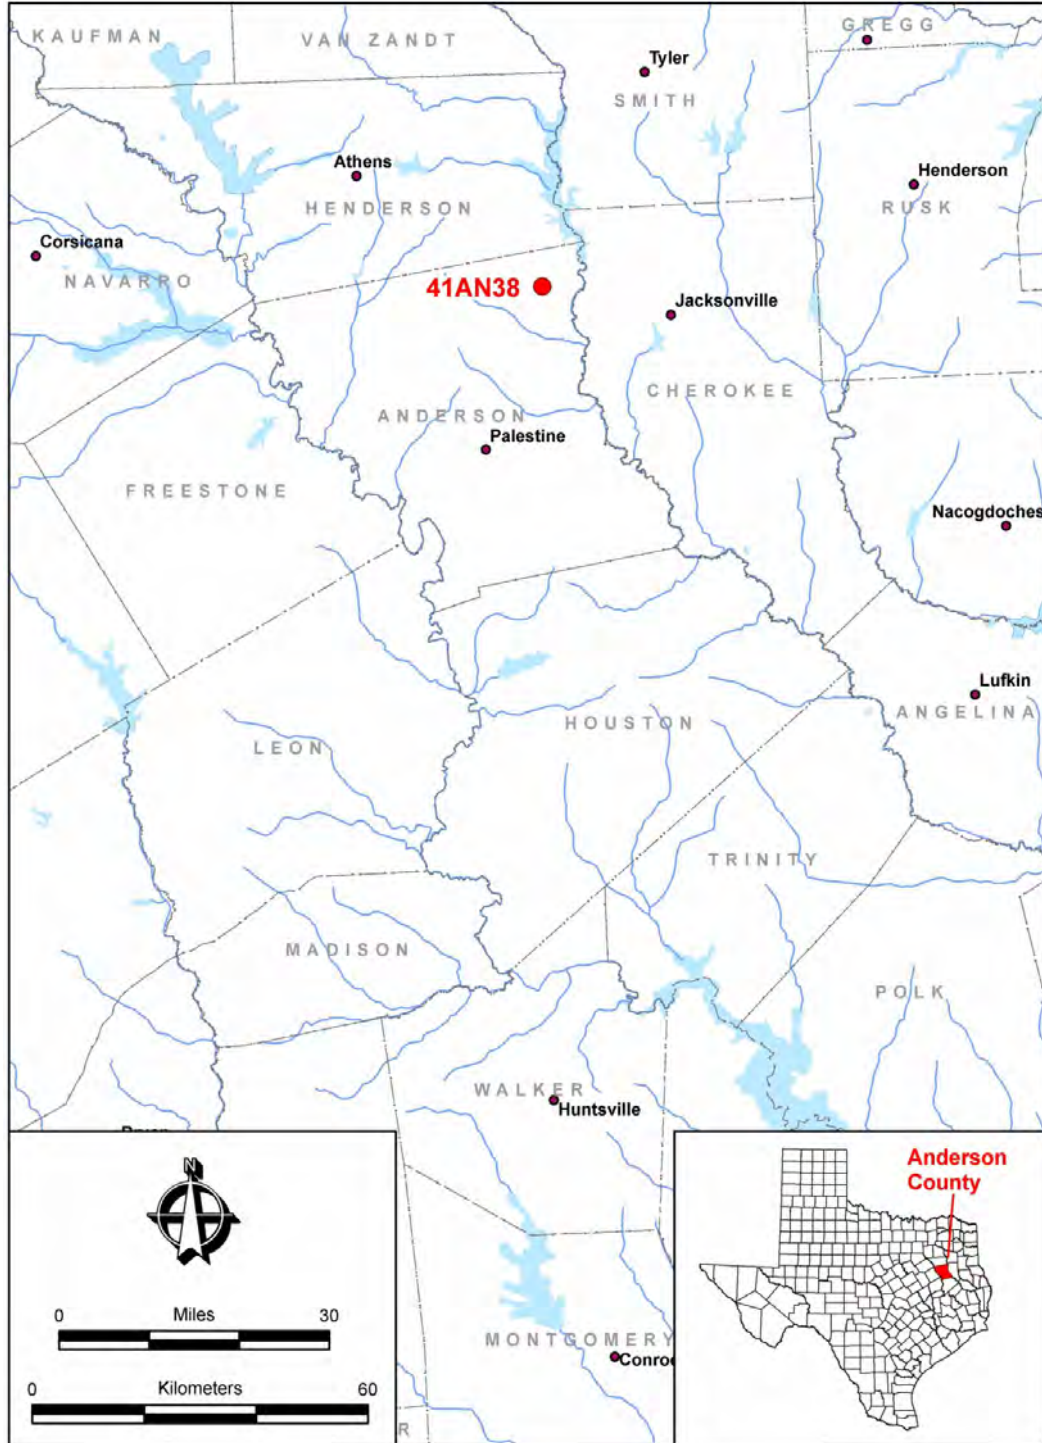 KAUFMAN
VAN ZANDT
GREGG
Tyler
SMITH
Athens
HENDERSON
Henderson
RUSK
Corsicana
NAVARRO
41AN38
Jacksonville
CHEROKEE
ANDERSON
Palestine
FREESTONE
Nacogdoches
Lufkin
ANGELINA
HOUSTON
LEON
TRINITY
MADISON
POLK
WALKER
Huntsville
N
Anderson
County
0 Miles 30
MONTGOMERY
0 Kilometers 60
R